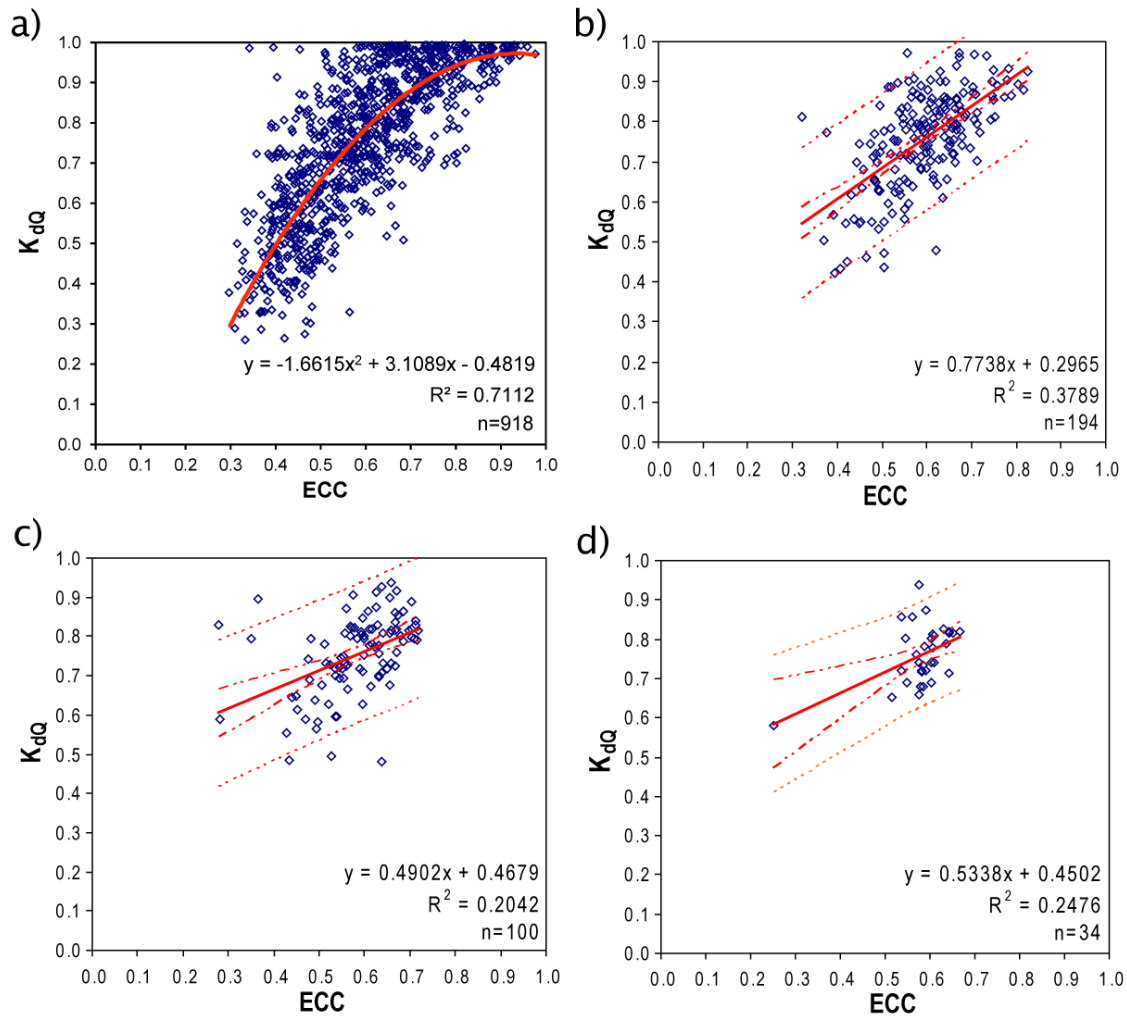 a)
1.0
0.9
0.8
0.7
0.6
0.5
0.4
0.3
0.2
0.1
0.0
KdQ
y = -1.6615x² + 3.1089x - 0.4819
R² = 0.7112
n=918
0.0 0.1 0.2 0.3 0.4 0.5 0.6 0.7 0.8 0.9 1.0
ECC
b)
1.0
0.9
0.8
0.7
0.6
0.5
0.4
0.3
0.2
0.1
0.0
KdQ
y = 0.7738x + 0.2965
R² = 0.3789
n=194
0.0 0.1 0.2 0.3 0.4 0.5 0.6 0.7 0.8 0.9 1.0
ECC
c)
1.0
0.9
0.8
0.7
0.6
0.5
0.4
0.3
0.2
0.1
0.0
KdQ
y = 0.4902x + 0.4679
R² = 0.2042
n=100
0.0 0.1 0.2 0.3 0.4 0.5 0.6 0.7 0.8 0.9 1.0
ECC
d)
1.0
0.9
0.8
0.7
0.6
0.5
0.4
0.3
0.2
0.1
0.0
KdQ
y = 0.5338x + 0.4502
R² = 0.2476
n=34
0.0 0.1 0.2 0.3 0.4 0.5 0.6 0.7 0.8 0.9 1.0
ECC